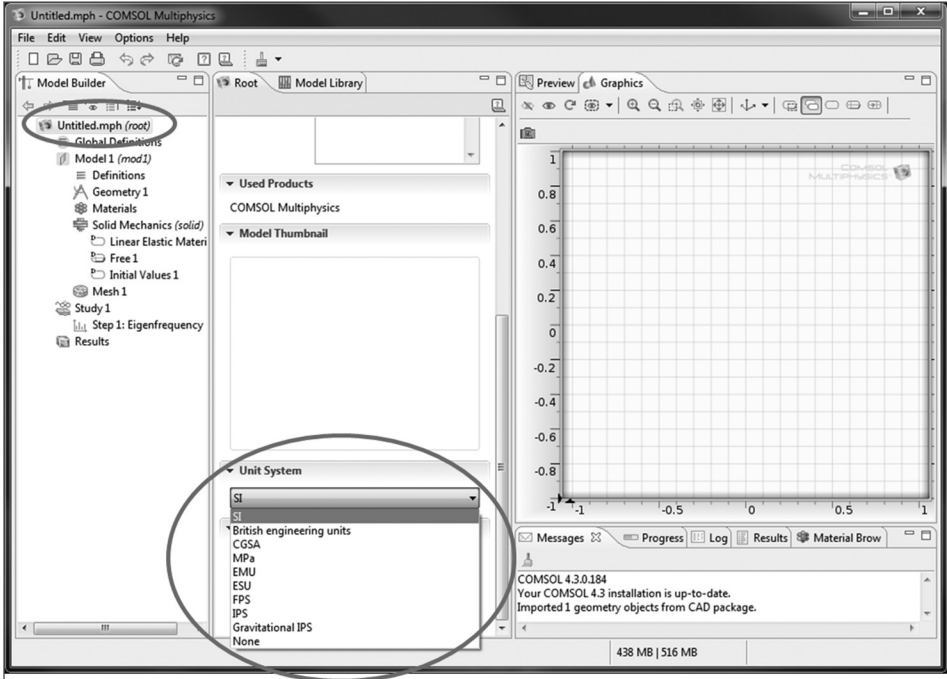 Untitled.mph - COMSOL Multiphysics
File Edit View Options Help
Model Builder
Untitled.mph (root)
Global Definitions
Model 1 (mod1)
Definitions
Geometry 1
Materials
Solid Mechanics (solid)
Linear Elastic Materi
Free 1
Initial Values 1
Mesh 1
Study 1
Step 1: Eigenfrequency
Results
Root Model Library
Used Products
COMSOL Multiphysics
Model Thumbnail
Unit System
SI
SI
British engineering units
CGSA
MPa
EMU
ESU
FPS
IPS
Gravitational IPS
None
Preview Graphics
COMSOL
MULTIPHYSICS
1
0.8
0.6
0.4
0.2
0
-0.2
-0.4
-0.6
-0.8
-1
-1 -0.5 0 0.5 1
Messages Progress Log Results Material Brow
COMSOL 4.3.0.184
Your COMSOL 4.3 installation is up-to-date.
Imported 1 geometry objects from CAD package.
438 MB | 516 MB